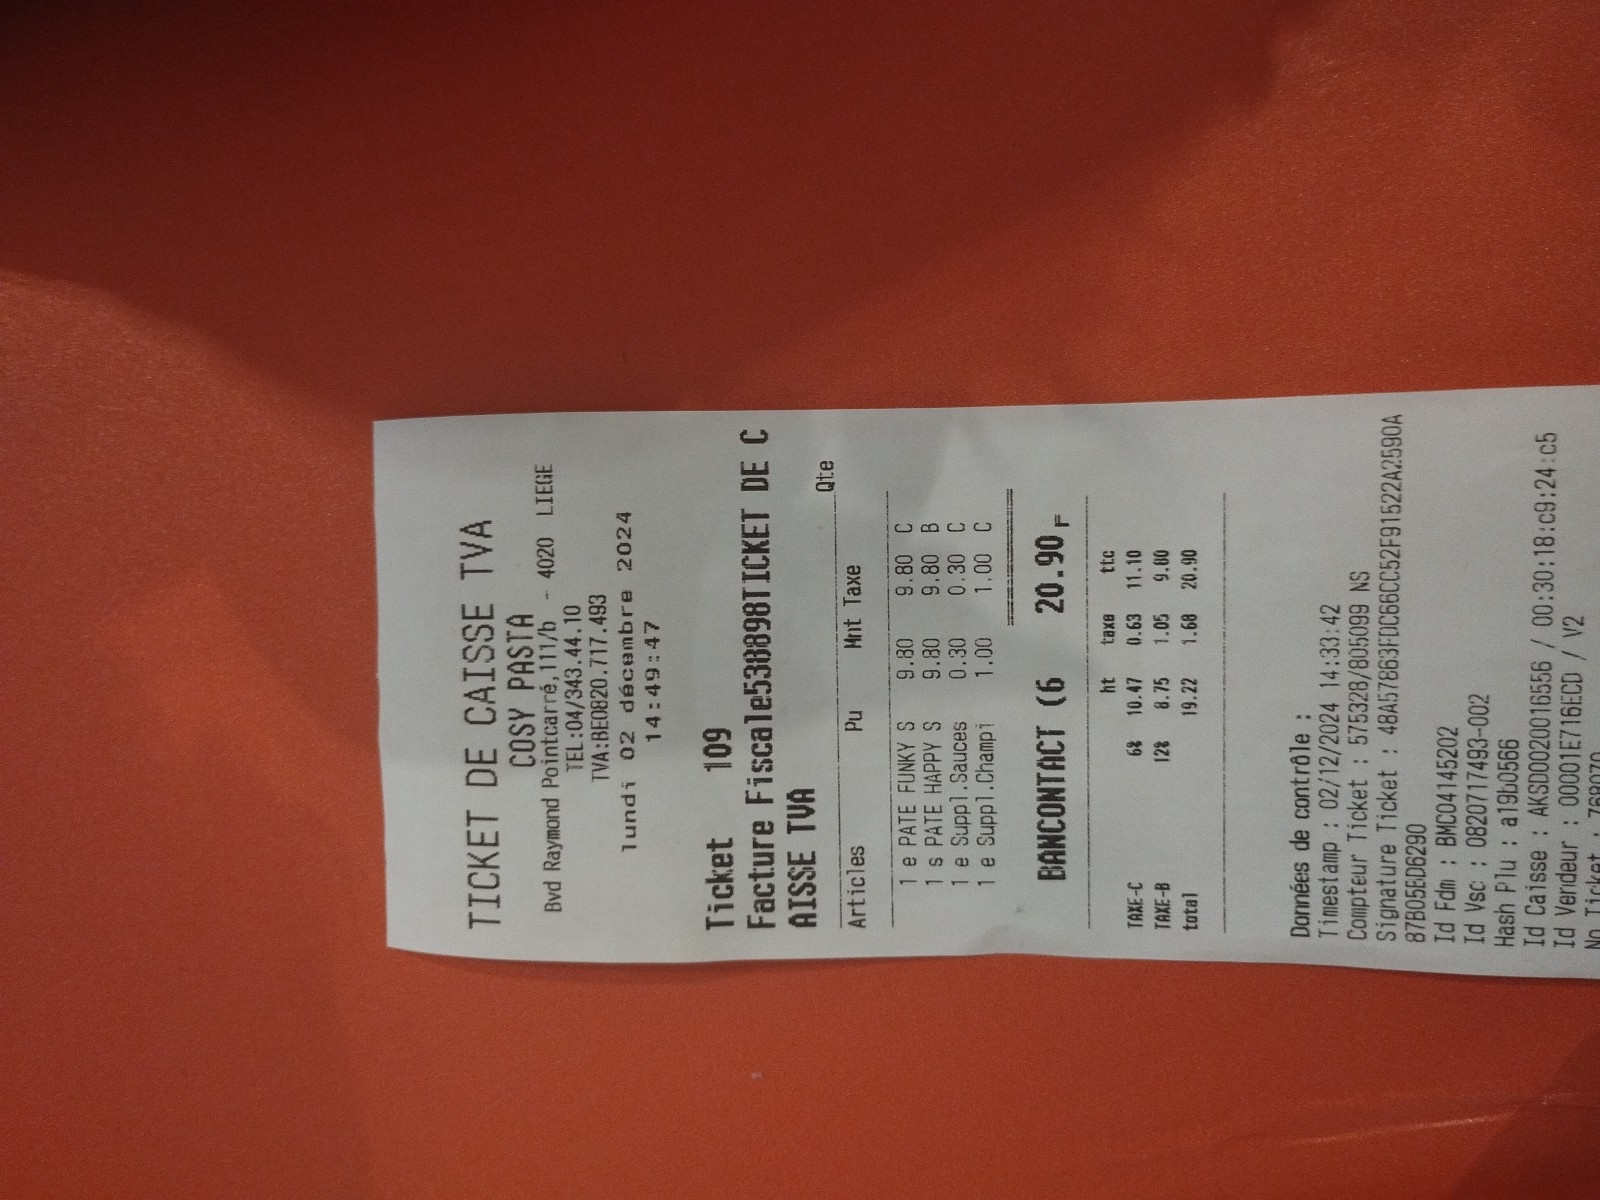 TICKET DE CAISSE TVA
COSY PASTA
Bvd Raymond Pointcarré,111/b - 4020 LIEGE
TEL:04/343.44.10
TVA:BE0820.717.493
lundi 02 décembre 2024
14:49:47
Ticket 109
Facture Fiscale538898TICKET DE C
AISSE TVA
Qte
Articles Pu Mnt Taxe
1 e PATE FUNKY S 9.80 9.80 C
1 s PATE HAPPY S 9.80 9.80 B
1 e Suppl.Sauces 0.30 0.30 C
1 e Suppl.Champi 1.00 1.00 C
BANCONTACT (6 20.90 F
ht taxe ttc
TAXE-C 6% 10.47 0.63 11.10
TAXE-B 12% 8.75 1.05 9.80
total 19.22 1.68 20.90
Données de contrôle :
Timestamp : 02/12/2024 14:33:42
Compteur Ticket : 575328/805099 NS
Signature Ticket : 48A57863FDC66CC52F91522A2590A
87B05BD6290
Id Fdm : BMC04145202
Id Vsc : 0820717493-002
Hash Plu : a19b0566
Id Caisse : AKSD0020016556 / 00:30:18:c9:24:c5
Id Vendeur : 00001E716ECD / V2
No Ticket : 768070